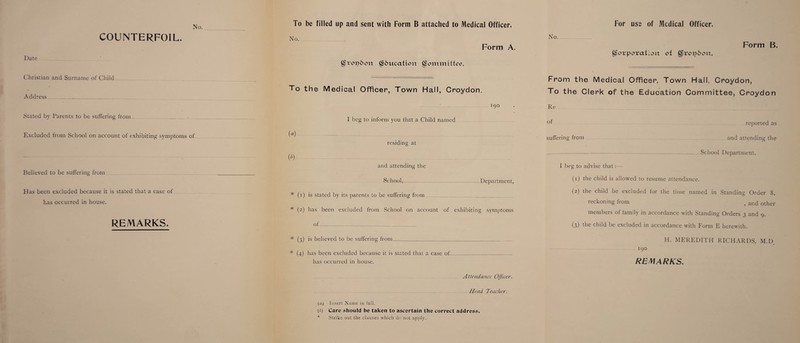 No.
COUNTERFOIL.
Date
Christian and Surname of Child
Address
Stated by Parents to be suffering from
Excluded from School on account of exhibiting symptoms of
Believed to be suffering from
Has been excluded because it is stated that a case of
has occurred in house.
REMARKS.
To be filled up and sent with Form B attached to Medical Officer.
No.
Form A.
Croydon Education Committee.
To the Medical Officer, Town Hall, Croydon.
190
I beg to inform you that a Child named
(a)
residing at
(b)
and attending the
School, Department,
* (1) is stated by its parents to be suffering from
* (2) has been excluded from School on account of exhibiting symptoms
of
* (3) is believed to be suffering from
* (4) has been excluded because it is stated that a case of
has occurred in house.
Attendance Officer.
Head Teacher.
(a) Insert Name in full.
(b) Care should be taken to ascertain the correct address.
* Strike out the clauses which do not apply.
For use of Medical Officer.
No.
Form B.
Corporation of Croydon.
From the Medical Officer, Town Hall, Croydon,
To the Clerk of the Education Committee, Croydon
Re
of reported as
suffering from and attending the
School Department,
I beg to advise that:—
(1) the child is allowed to resume attendance.
(2) the child be excluded for the time named in Standing Order 8,
reckoning from , and other
members of family in accordance with Standing Orders 3 and 9.
(3) the child be excluded in accordance with Form E herewith.
H. MEREDITH RICHARDS, M.D.
190
REMARKS.